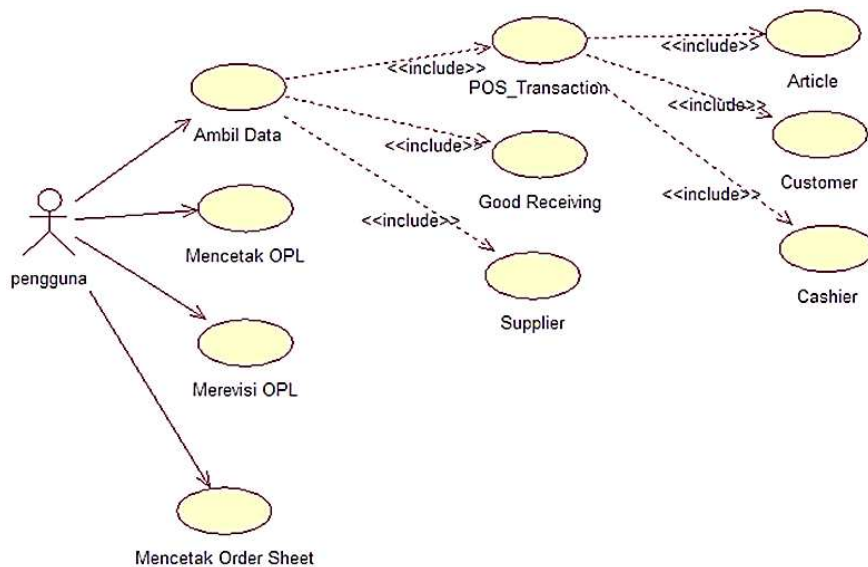 <<include>>
Article
<<include>>
POS_Transaction
<<include>>
Ambil Data
<<include>>
Customer
Good Receiving
<<include>>
<<include>>
Mencetak OPL
pengguna
Supplier
Cashier
Merevisi OPL
Mencetak Order Sheet